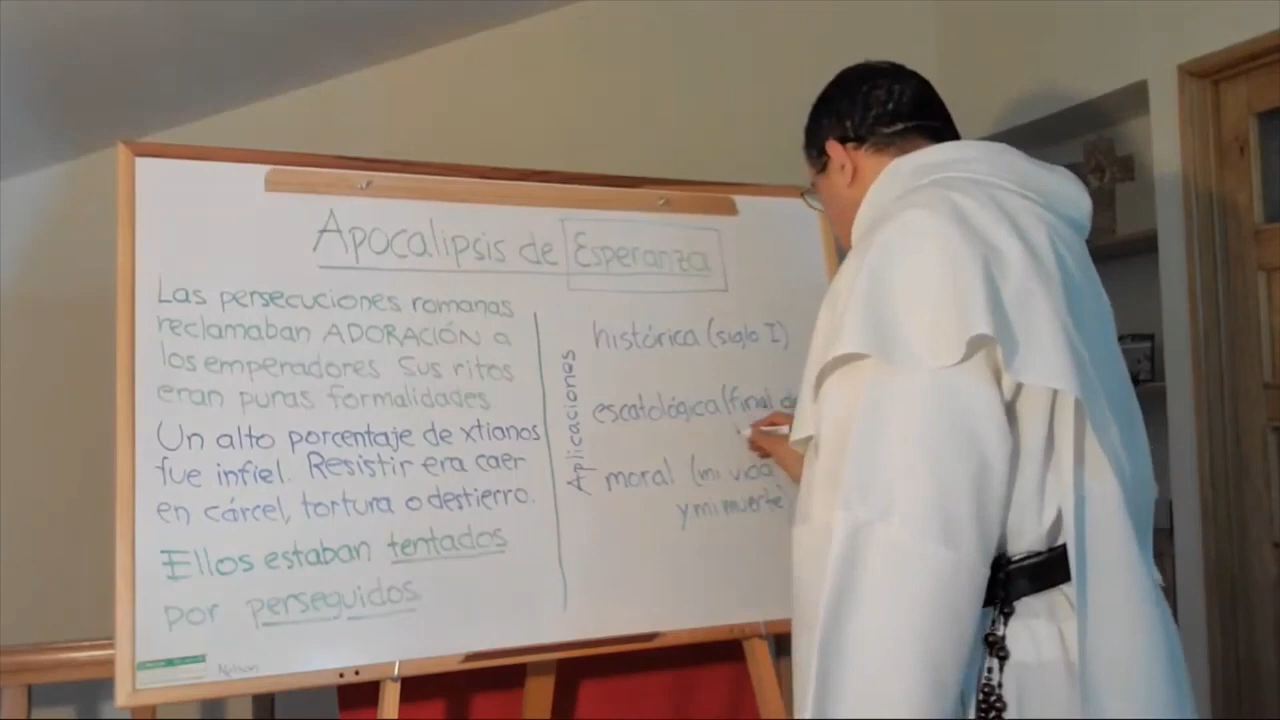 Apocalipsis de Esperanza
Las persecuciones romanas
reclamaban ADORACIÓN a
los emperadores. Sus ritos
eran puras formalidades
Un alto porcentaje de xtianos
fue infiel. Resistir era caer
en cárcel, tortura o destierro.
Ellos estaban tentados
por perseguidos
Nelson
Aplicaciones
histórica (siglo I)
escatológica (final
moral (mi vida
y mi muerte)